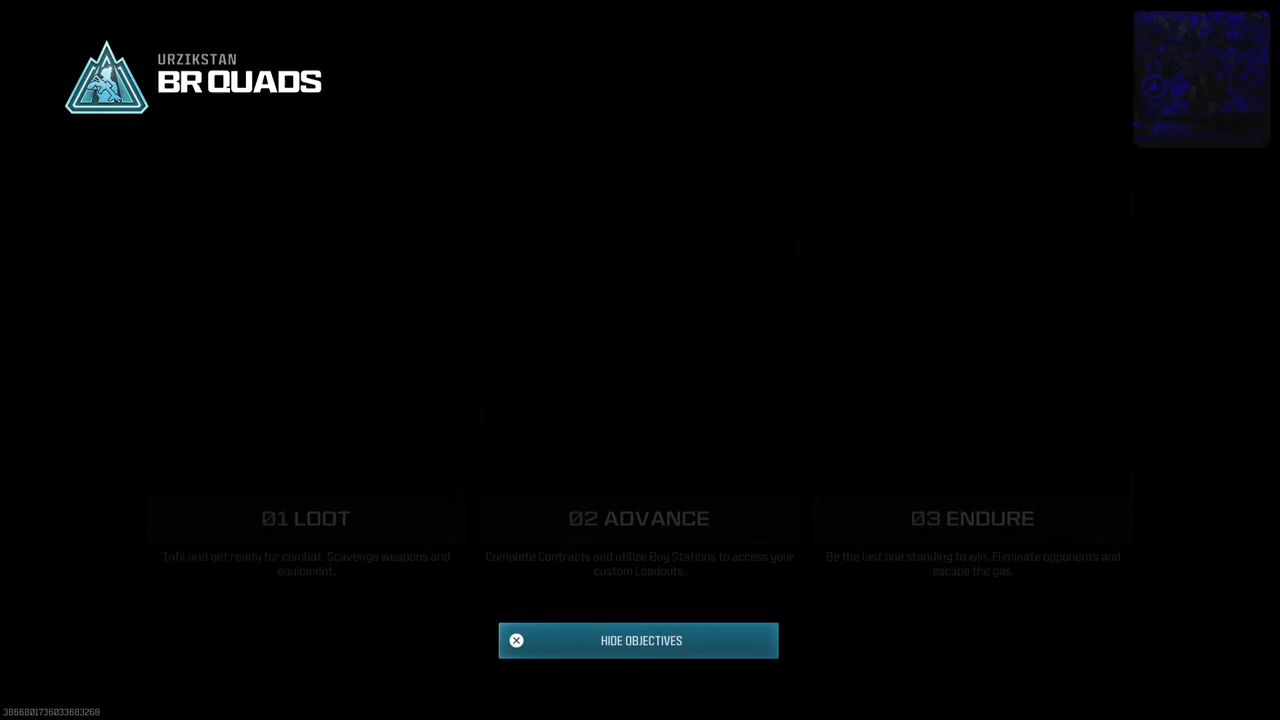 URZIKSTAN
BR QUADS
01 LOOT
Infil and get ready for combat. Scavenge weapons and
equipment.
02 ADVANCE
Complete Contracts and utilize Buy Stations to access your
custom Loadouts.
03 ENDURE
Be the last one standing to win. Eliminate opponents and
escape the gas.
HIDE OBJECTIVES
3866801736033683268